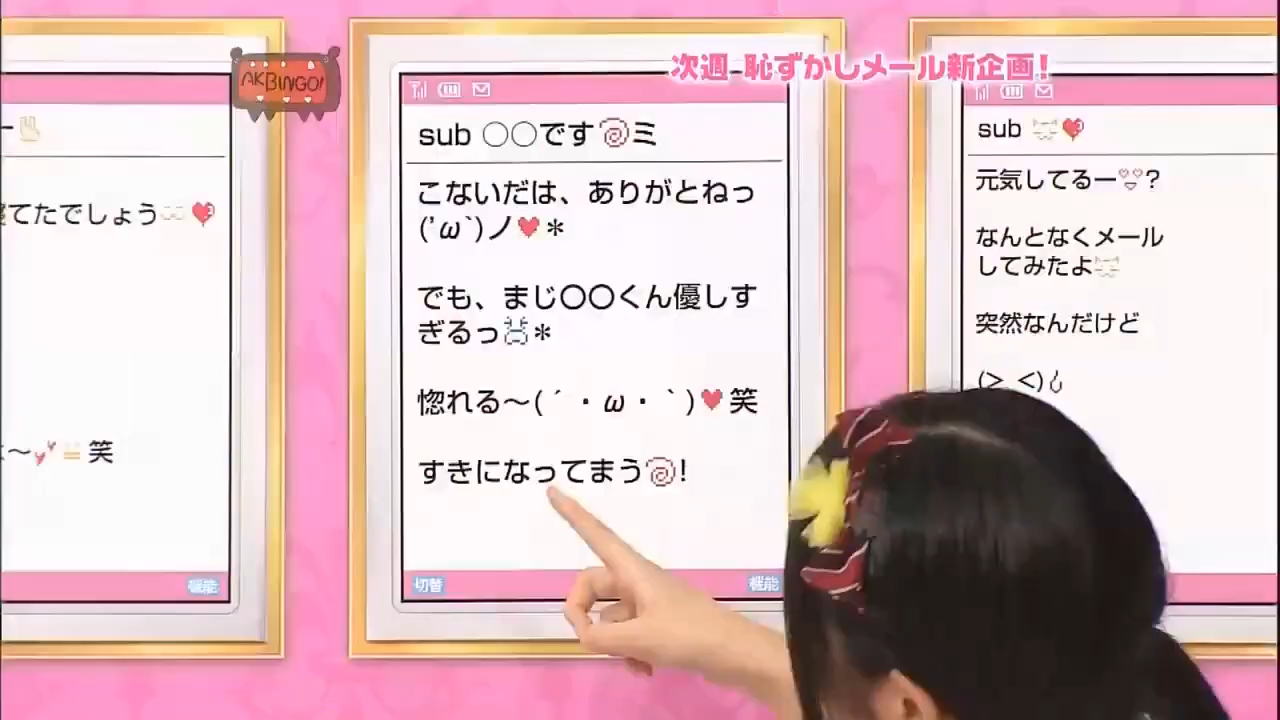 次週 恥ずかしメール新企画!
AKBINGO!
てたでしょう
笑
機能
sub ○○です ミ
こないだは、ありがとねっ
('ω`)ノ♥*
でも、まじ〇〇くん優しす
ぎるっ *
惚れる〜(´・ω・`)♥笑
すきになってまう !
切替
機能
sub
元気してるー ?
なんとなくメール
してみたよ
突然なんだけど
(> <)